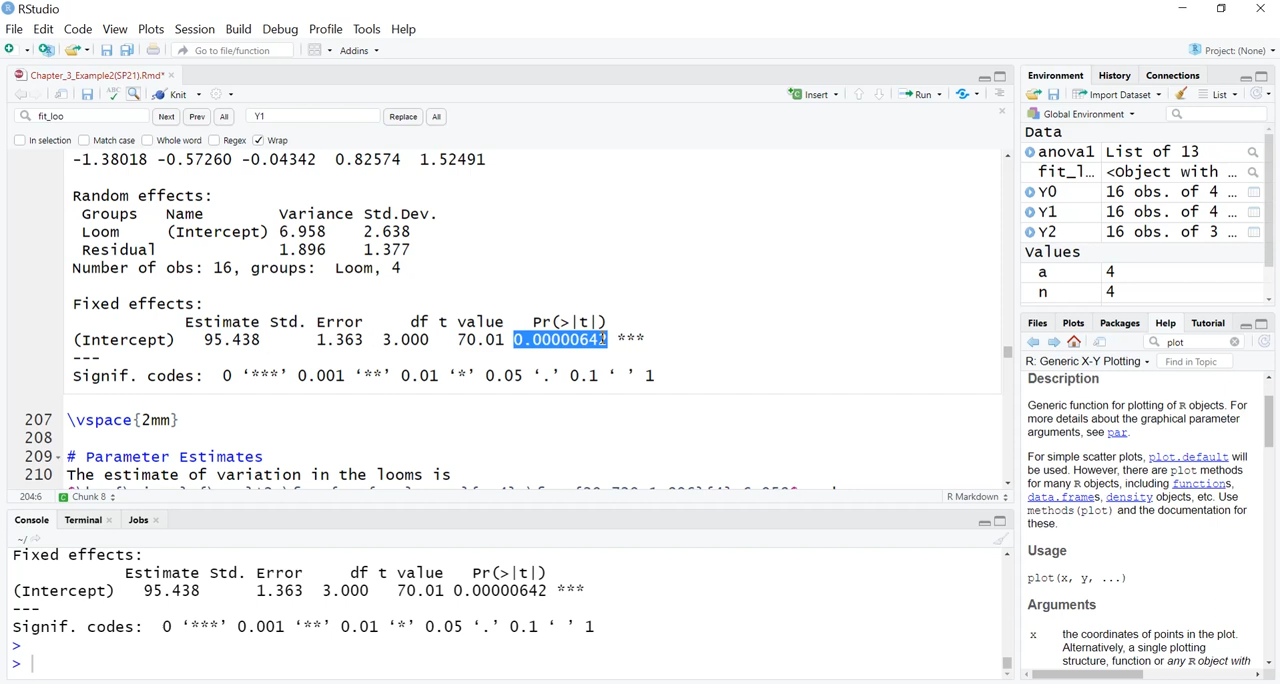 RStudio
File Edit Code View Plots Session Build Debug Profile Tools Help
Go to file/function Addins Project: (None)
Chapter_3_Example2(SP21).Rmd*
Knit Insert Run
fit_loo Next Prev All Y1 Replace All
In selection Match case Whole word Regex Wrap
-1.38018 -0.57260 -0.04342 0.82574 1.52491
Random effects:
Groups Name Variance Std.Dev.
Loom (Intercept) 6.958 2.638
Residual 1.896 1.377
Number of obs: 16, groups: Loom, 4
Fixed effects:
Estimate Std. Error df t value Pr(>|t|)
(Intercept) 95.438 1.363 3.000 70.01 0.00000642 ***
---
Signif. codes: 0 ‘***’ 0.001 ‘**’ 0.01 ‘*’ 0.05 ‘.’ 0.1 ‘ ’ 1
207 \vspace{2mm}
208
209 # Parameter Estimates
210 The estimate of variation in the looms is
204:6 Chunk 8 R Markdown
Console Terminal Jobs
~/
Fixed effects:
Estimate Std. Error df t value Pr(>|t|)
(Intercept) 95.438 1.363 3.000 70.01 0.00000642 ***
---
Signif. codes: 0 ‘***’ 0.001 ‘**’ 0.01 ‘*’ 0.05 ‘.’ 0.1 ‘ ’ 1
>
>
Environment History Connections
Import Dataset List
Global Environment
Data
anova1 List of 13
fit_l… <Object with …
Y0 16 obs. of 4 …
Y1 16 obs. of 4 …
Y2 16 obs. of 3 …
Values
a 4
n 4
Files Plots Packages Help Tutorial
plot
R: Generic X-Y Plotting Find in Topic
Description
Generic function for plotting of R objects. For
more details about the graphical parameter
arguments, see par.
For simple scatter plots, plot.default will
be used. However, there are plot methods
for many R objects, including functions,
data.frames, density objects, etc. Use
methods(plot) and the documentation for
these.
Usage
plot(x, y, ...)
Arguments
x the coordinates of points in the plot.
Alternatively, a single plotting
structure, function or any R object with